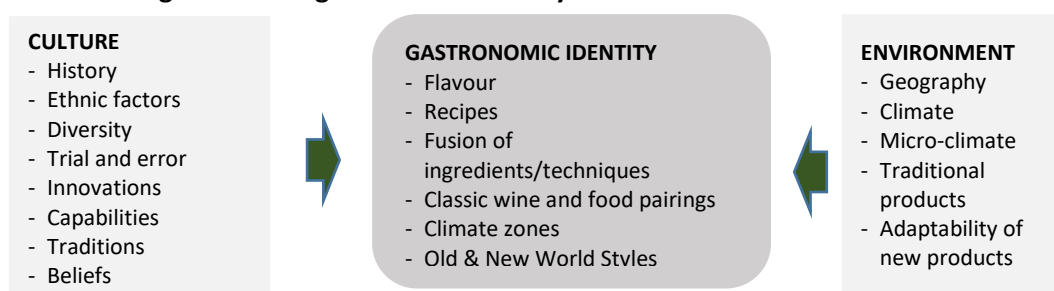 CULTURE
- History
- Ethnic factors
- Diversity
- Trial and error
- Innovations
- Capabilities
- Traditions
- Beliefs
GASTRONOMIC IDENTITY
- Flavour
- Recipes
- Fusion of
ingredients/techniques
- Classic wine and food pairings
- Climate zones
- Old & New World Styles
ENVIRONMENT
- Geography
- Climate
- Micro-climate
- Traditional
products
- Adaptability of
new products